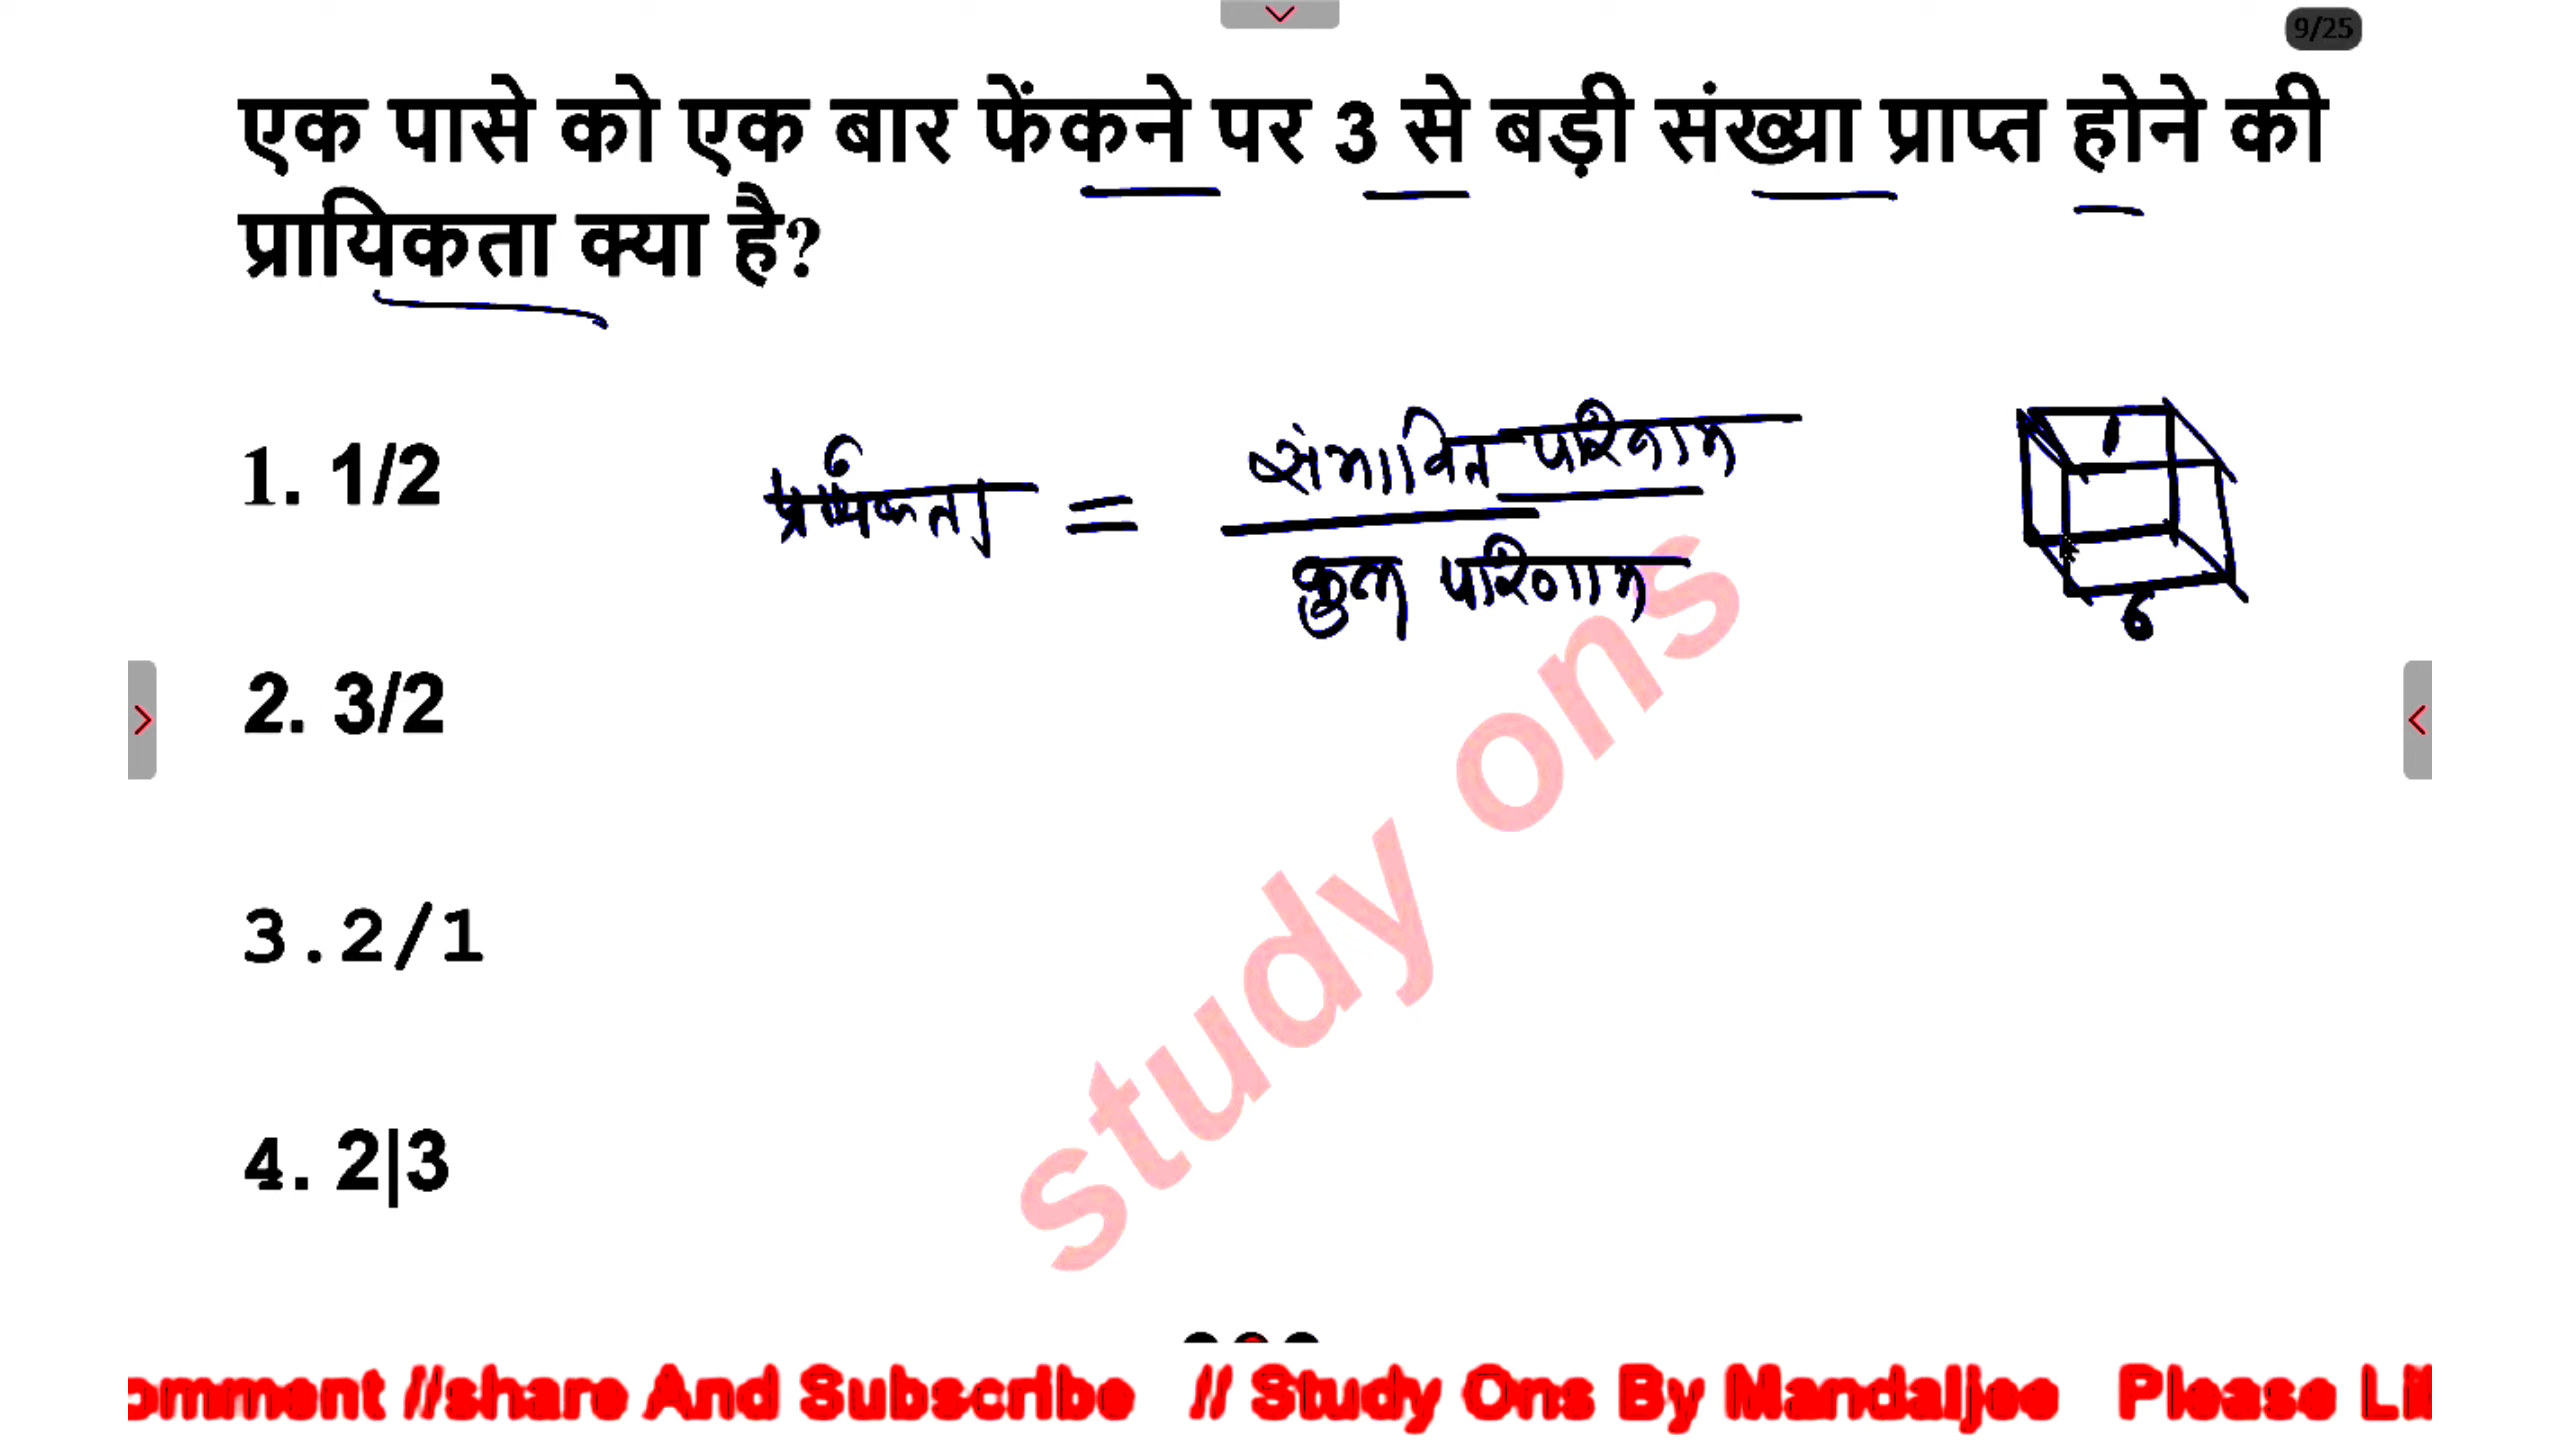 9/25
एक पासे को एक बार फेंकने पर 3 से बड़ी संख्या प्राप्त होने की
प्रायिकता क्या है?
1. 1/2
प्रायिकता = संभावित परिणाम
कुल परिणाम
1
6
2. 3/2
3.2/1
4. 2|3
study ons
omment //share And Subscribe // Study Ons By Mandaljee Please Li